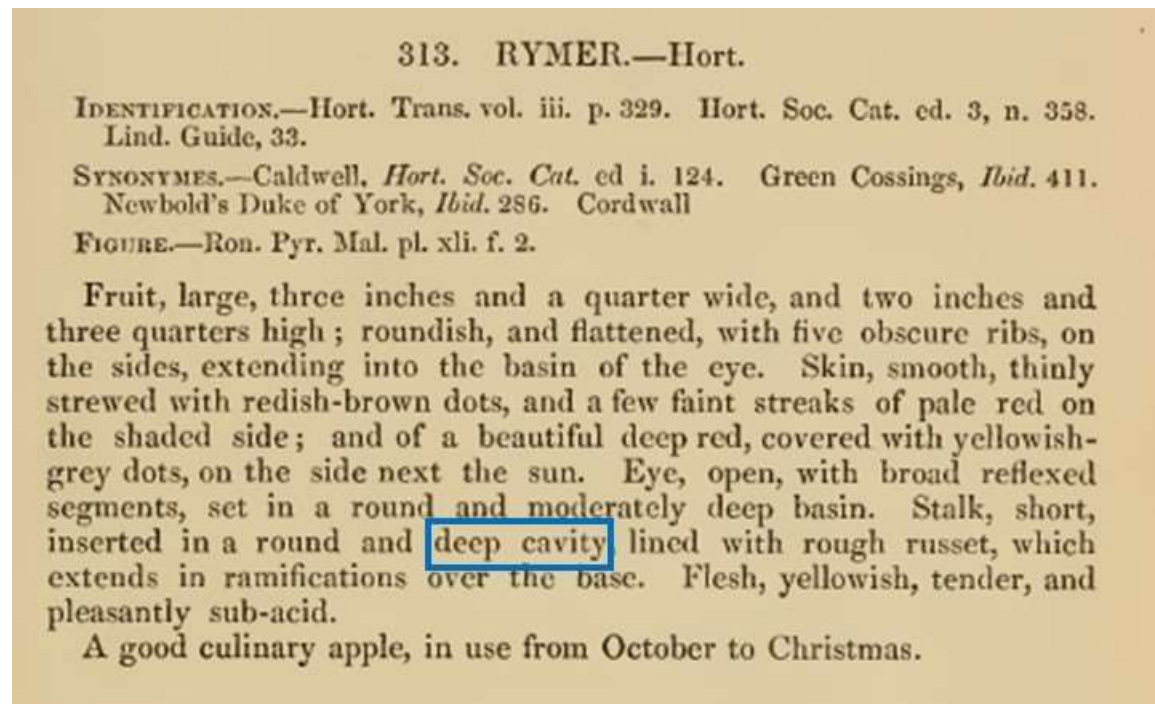 313. RYMER.—Hort.
IDENTIFICATION.—Hort. Trans. vol. iii. p. 329. Hort. Soc. Cat. ed. 3, n. 358.
Lind. Guide, 33.
SYNONYMES.—Caldwell, Hort. Soc. Cat. ed i. 124. Green Cossings, Ibid. 411.
Newbold's Duke of York, Ibid. 286. Cordwall
FIGURE.—Ron. Pyr. Mal. pl. xli. f. 2.
Fruit, large, three inches and a quarter wide, and two inches and
three quarters high; roundish, and flattened, with five obscure ribs, on
the sides, extending into the basin of the eye. Skin, smooth, thinly
strewed with redish-brown dots, and a few faint streaks of pale red on
the shaded side; and of a beautiful deep red, covered with yellowish-
grey dots, on the side next the sun. Eye, open, with broad reflexed
segments, set in a round and moderately deep basin. Stalk, short,
inserted in a round and deep cavity lined with rough russet, which
extends in ramifications over the base. Flesh, yellowish, tender, and
pleasantly sub-acid.
A good culinary apple, in use from October to Christmas.